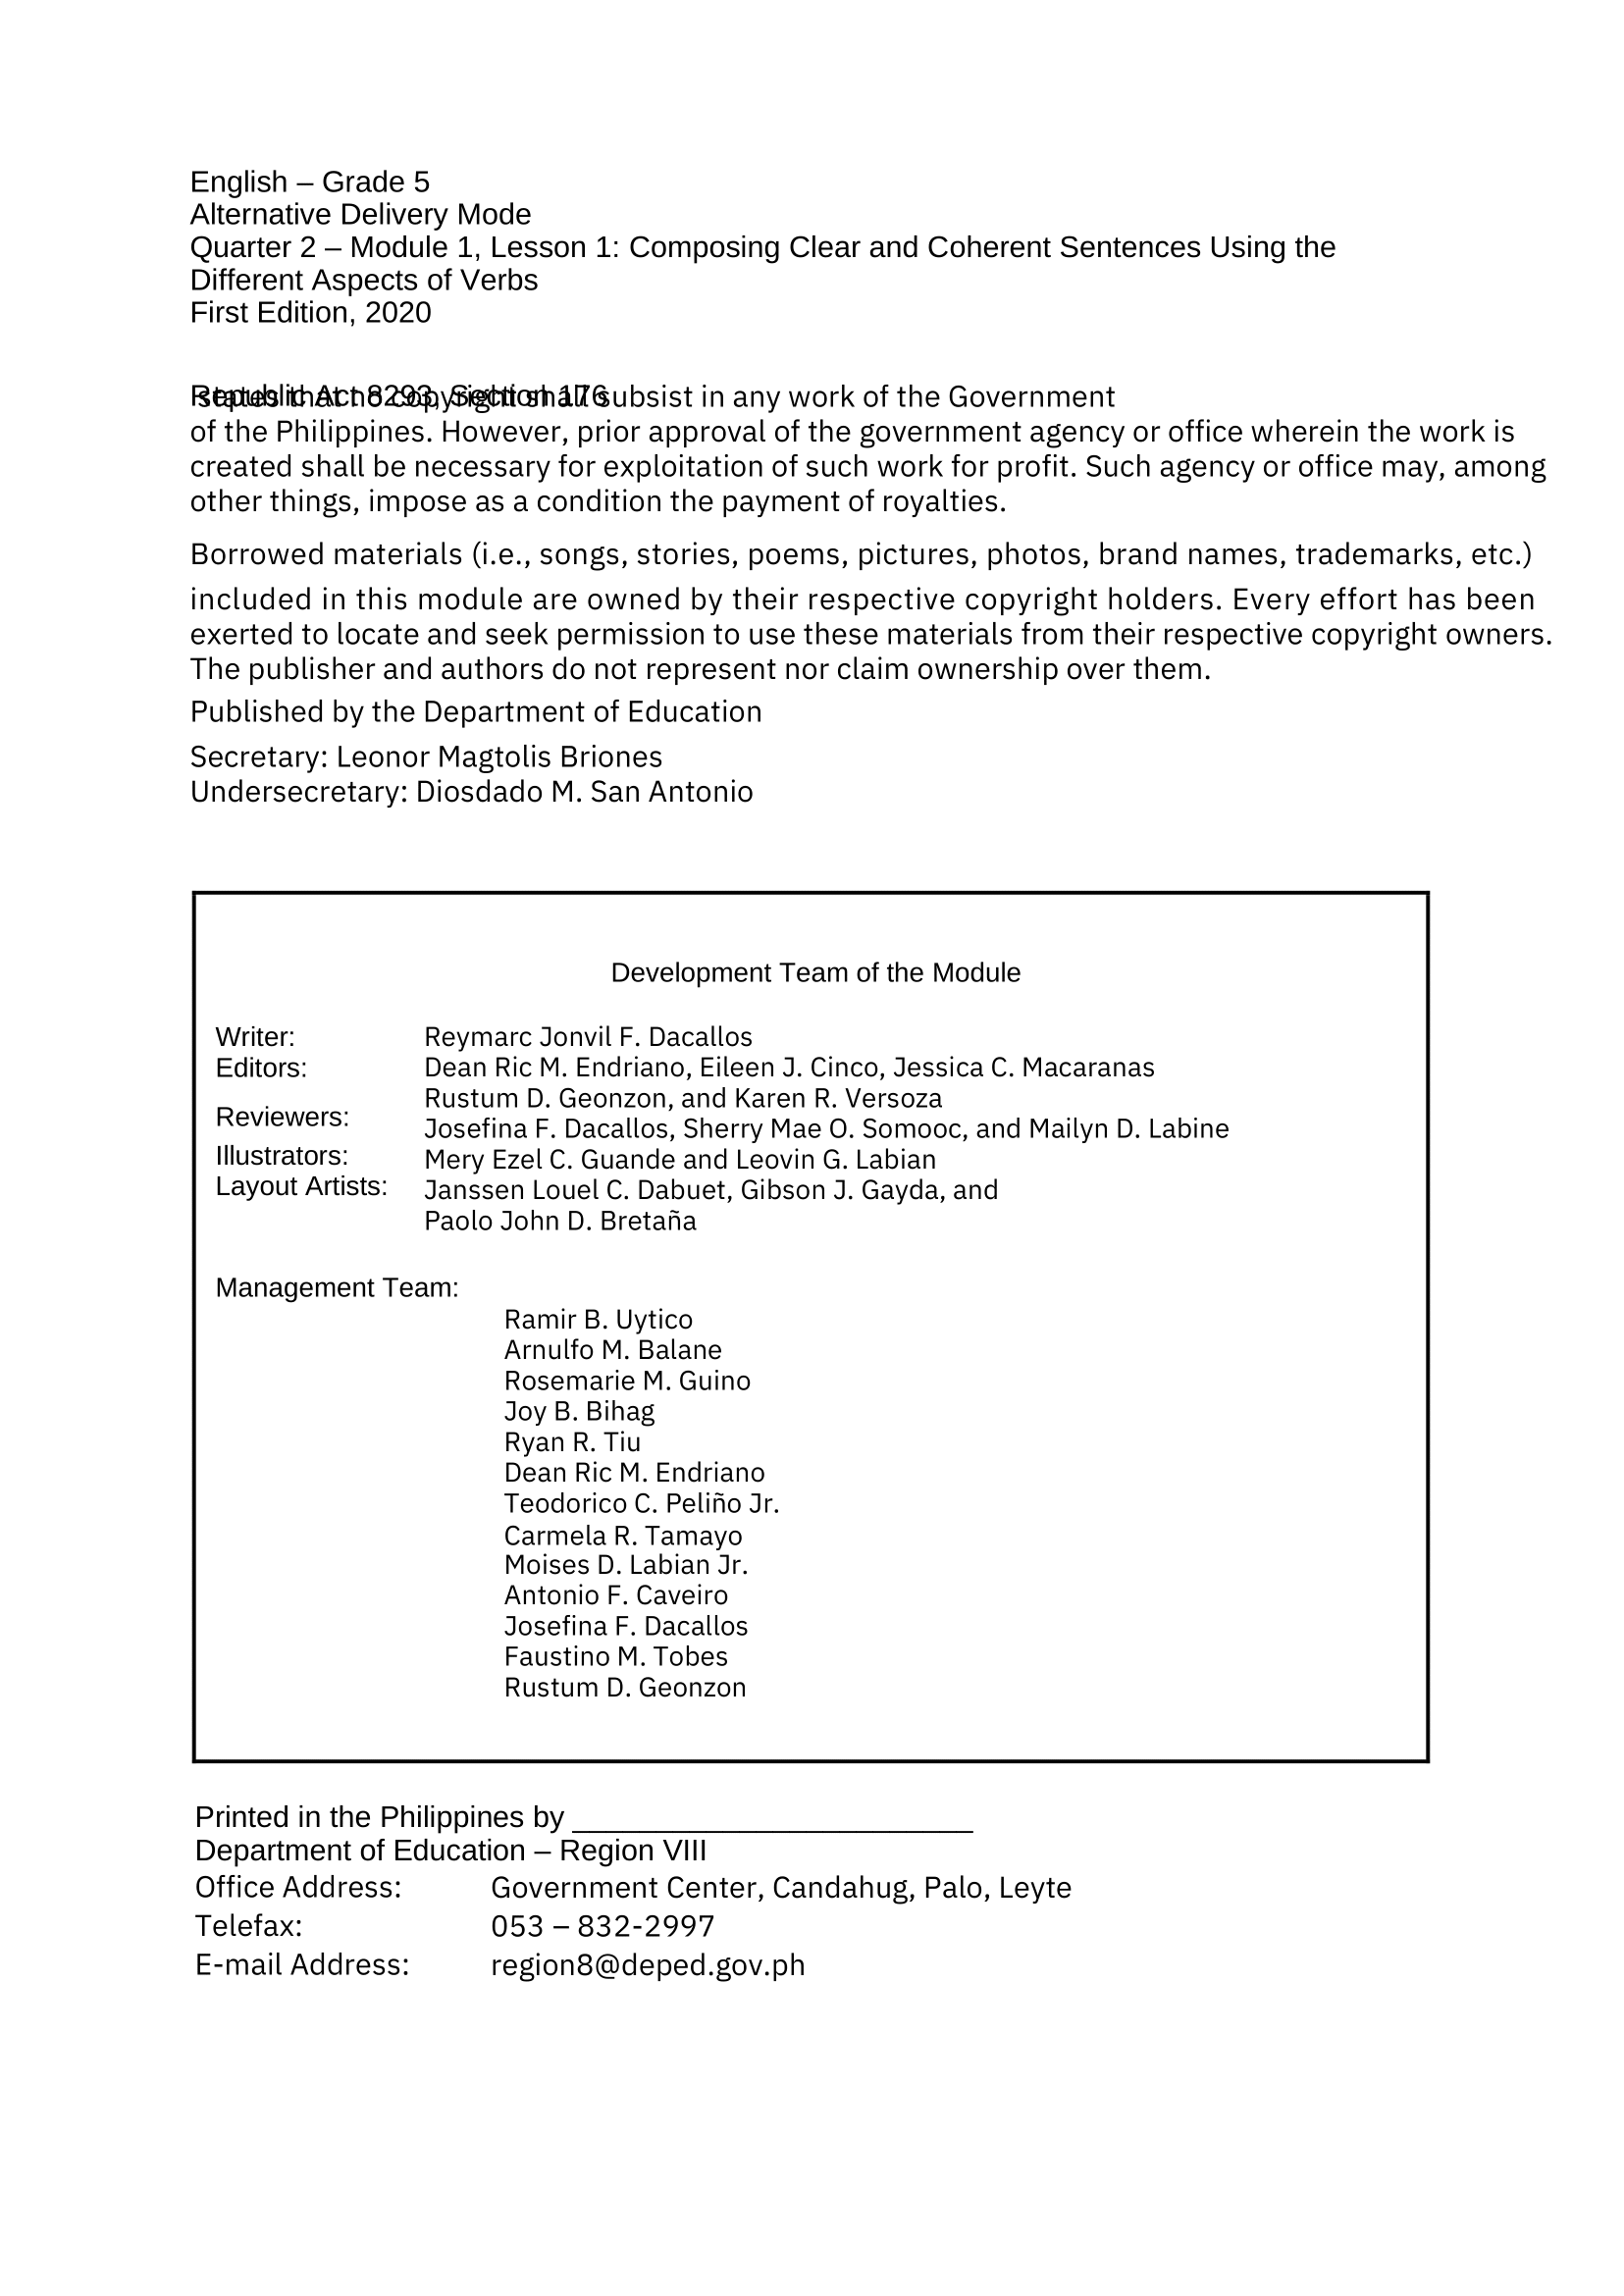 English – Grade 5
Alternative Delivery Mode
Quarter 2 – Module 1, Lesson 1: Composing Clear and Coherent Sentences Using the
Different Aspects of Verbs
First Edition, 2020
Republic Act 8293, Section 176 states that no copyright shall subsist in any work of the Government
of the Philippines. However, prior approval of the government agency or office wherein the work is
created shall be necessary for exploitation of such work for profit. Such agency or office may, among
other things, impose as a condition the payment of royalties.
Borrowed materials (i.e., songs, stories, poems, pictures, photos, brand names, trademarks, etc.)
included in this module are owned by their respective copyright holders. Every effort has been
exerted to locate and seek permission to use these materials from their respective copyright owners.
The publisher and authors do not represent nor claim ownership over them.
Published by the Department of Education
Secretary: Leonor Magtolis Briones
Undersecretary: Diosdado M. San Antonio
Development Team of the Module
Writer: Reymarc Jonvil F. Dacallos
Editors: Dean Ric M. Endriano, Eileen J. Cinco, Jessica C. Macaranas
Rustum D. Geonzon, and Karen R. Versoza
Reviewers: Josefina F. Dacallos, Sherry Mae O. Somooc, and Mailyn D. Labine
Illustrators: Mery Ezel C. Guande and Leovin G. Labian
Layout Artists: Janssen Louel C. Dabuet, Gibson J. Gayda, and
Paolo John D. Bretaña
Management Team:
Ramir B. Uytico
Arnulfo M. Balane
Rosemarie M. Guino
Joy B. Bihag
Ryan R. Tiu
Dean Ric M. Endriano
Teodorico C. Peliño Jr.
Carmela R. Tamayo
Moises D. Labian Jr.
Antonio F. Caveiro
Josefina F. Dacallos
Faustino M. Tobes
Rustum D. Geonzon
Printed in the Philippines by ________________________
Department of Education – Region VIII
Office Address: Government Center, Candahug, Palo, Leyte
Telefax: 053 – 832-2997
E-mail Address: region8@deped.gov.ph